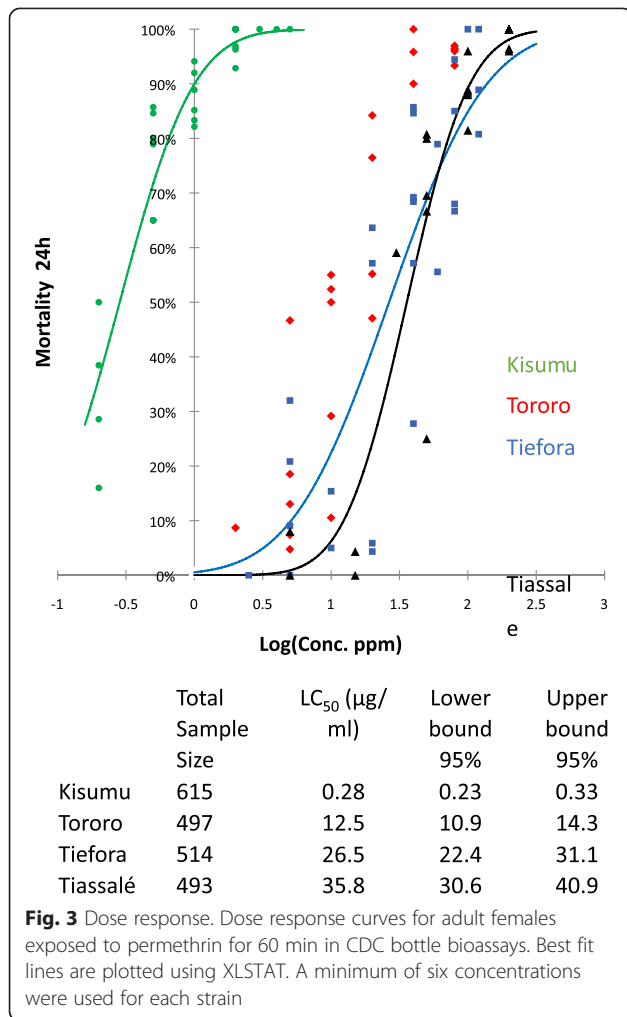 100%
90%
80%
70%
60%
50%
40%
30%
20%
10%
0%
Mortality 24h
-1 -0.5 0 0.5 1 1.5 2 2.5 3
Log(Conc. ppm)
Kisumu
Tororo
Tiefora
Tiassal
e
Total LC50 (µg/ Lower Upper
Sample ml) bound bound
Size 95% 95%
Kisumu 615 0.28 0.23 0.33
Tororo 497 12.5 10.9 14.3
Tiefora 514 26.5 22.4 31.1
Tiassalé 493 35.8 30.6 40.9
Fig. 3 Dose response. Dose response curves for adult females
exposed to permethrin for 60 min in CDC bottle bioassays. Best fit
lines are plotted using XLSTAT. A minimum of six concentrations
were used for each strain